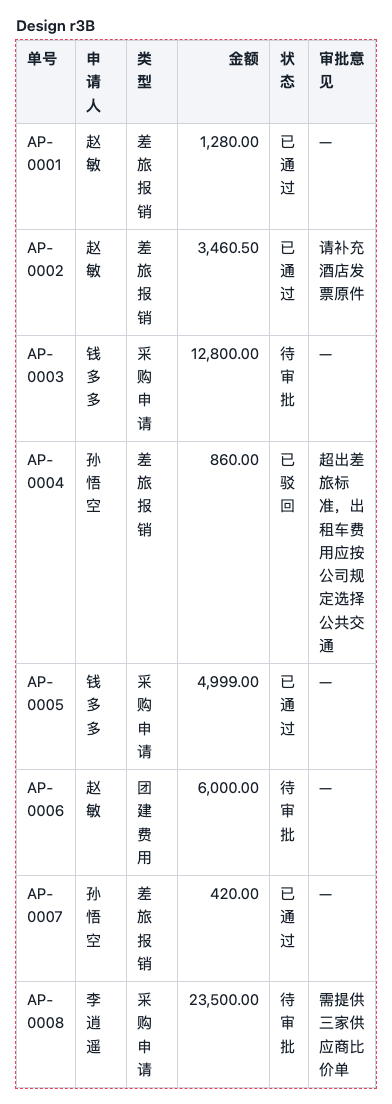 Design r3B
单号 申请人 类型 金额 状态 审批意见
AP-0001 赵敏 差旅报销 1,280.00 已通过 —
AP-0002 赵敏 差旅报销 3,460.50 已通过 请补充酒店发票原件
AP-0003 钱多多 采购申请 12,800.00 待审批 —
AP-0004 孙悟空 差旅报销 860.00 已驳回 超出差旅标准，出租车费用应按公司规定选择公共交通
AP-0005 钱多多 采购申请 4,999.00 已通过 —
AP-0006 赵敏 团建费用 6,000.00 待审批 —
AP-0007 孙悟空 差旅报销 420.00 已通过 —
AP-0008 李逍遥 采购申请 23,500.00 待审批 需提供三家供应商比价单